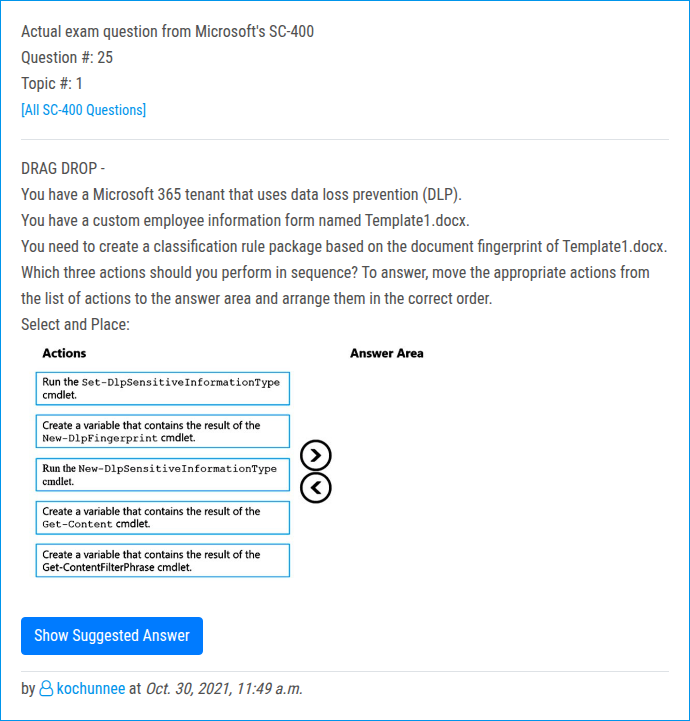 Actual exam question from Microsoft's SC-400
Question #: 25
Topic #: 1
[All SC-400 Questions]
DRAG DROP -
You have a Microsoft 365 tenant that uses data loss prevention (DLP).
You have a custom employee information form named Template1.docx.
You need to create a classification rule package based on the document fingerprint of Template1.docx.
Which three actions should you perform in sequence? To answer, move the appropriate actions from
the list of actions to the answer area and arrange them in the correct order.
Select and Place:
Actions
Answer Area
Run the Set-DlpSensitiveInformationType
cmdlet.
Create a variable that contains the result of the
New-DlpFingerprint cmdlet.
Run the New-DlpSensitiveInformationType
cmdlet.
Create a variable that contains the result of the
Get-Content cmdlet.
Create a variable that contains the result of the
Get-ContentFilterPhrase cmdlet.
Show Suggested Answer
by kochunnee at Oct. 30, 2021, 11:49 a.m.